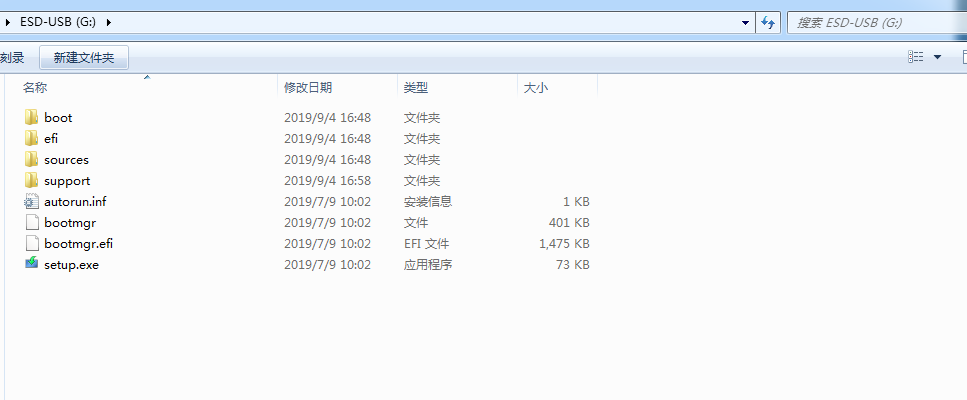 ESD-USB (G:)
搜索 ESD-USB (G:)
刻录 新建文件夹
名称 修改日期 类型 大小
boot 2019/9/4 16:48 文件夹
efi 2019/9/4 16:48 文件夹
sources 2019/9/4 16:48 文件夹
support 2019/9/4 16:58 文件夹
autorun.inf 2019/7/9 10:02 安装信息 1 KB
bootmgr 2019/7/9 10:02 文件 401 KB
bootmgr.efi 2019/7/9 10:02 EFI 文件 1,475 KB
setup.exe 2019/7/9 10:02 应用程序 73 KB